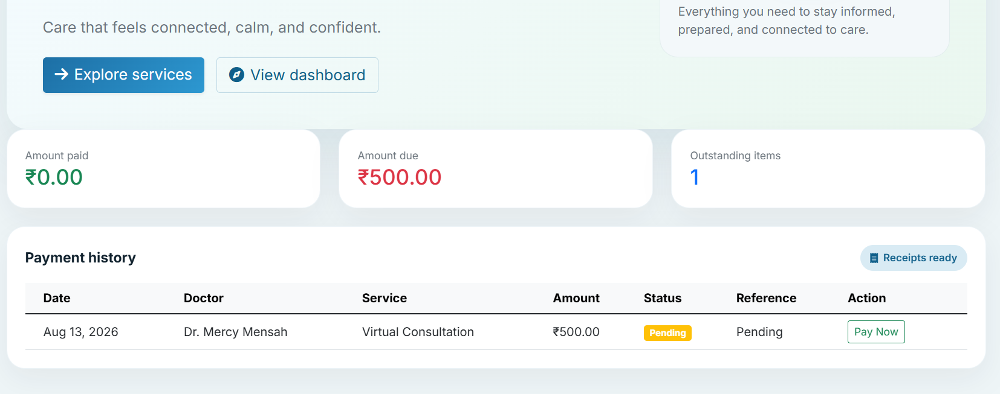 Everything you need to stay informed,
prepared, and connected to care.
Care that feels connected, calm, and confident.
Explore services
View dashboard
Amount paid
₹0.00
Amount due
₹500.00
Outstanding items
1
Payment history
Receipts ready
Date Doctor Service Amount Status Reference Action
Aug 13, 2026 Dr. Mercy Mensah Virtual Consultation ₹500.00 Pending Pending Pay Now